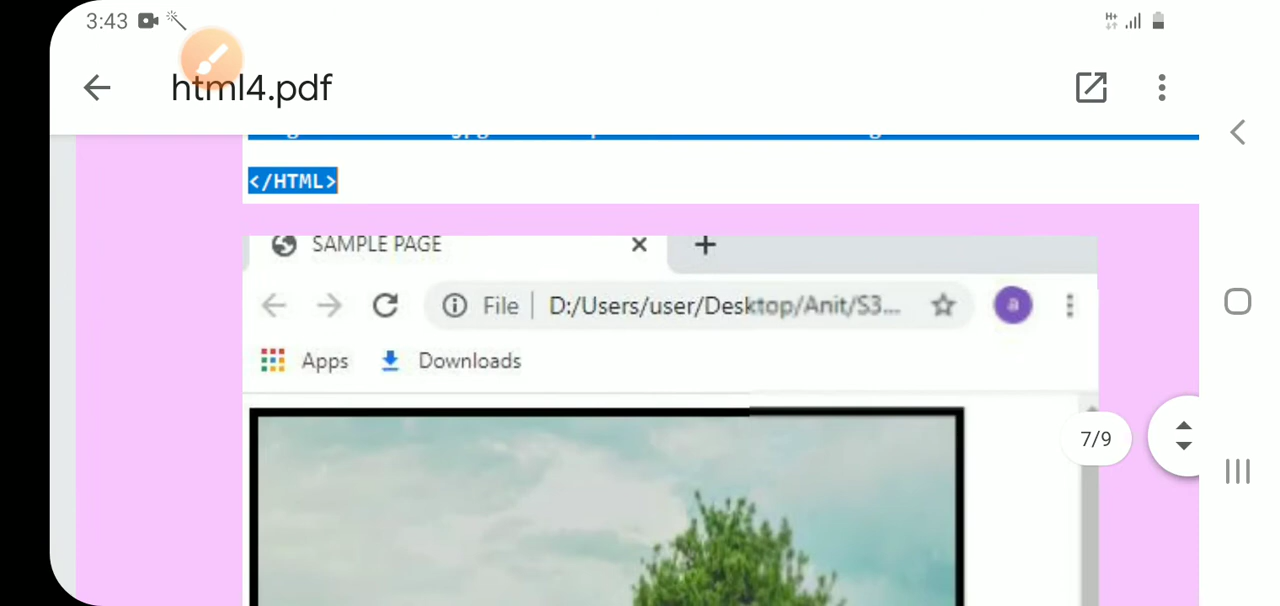 3:43 H+
html4.pdf
</HTML>
SAMPLE PAGE
File D:/Users/user/Desktop/Anit/S3...
a
Apps Downloads
7/9